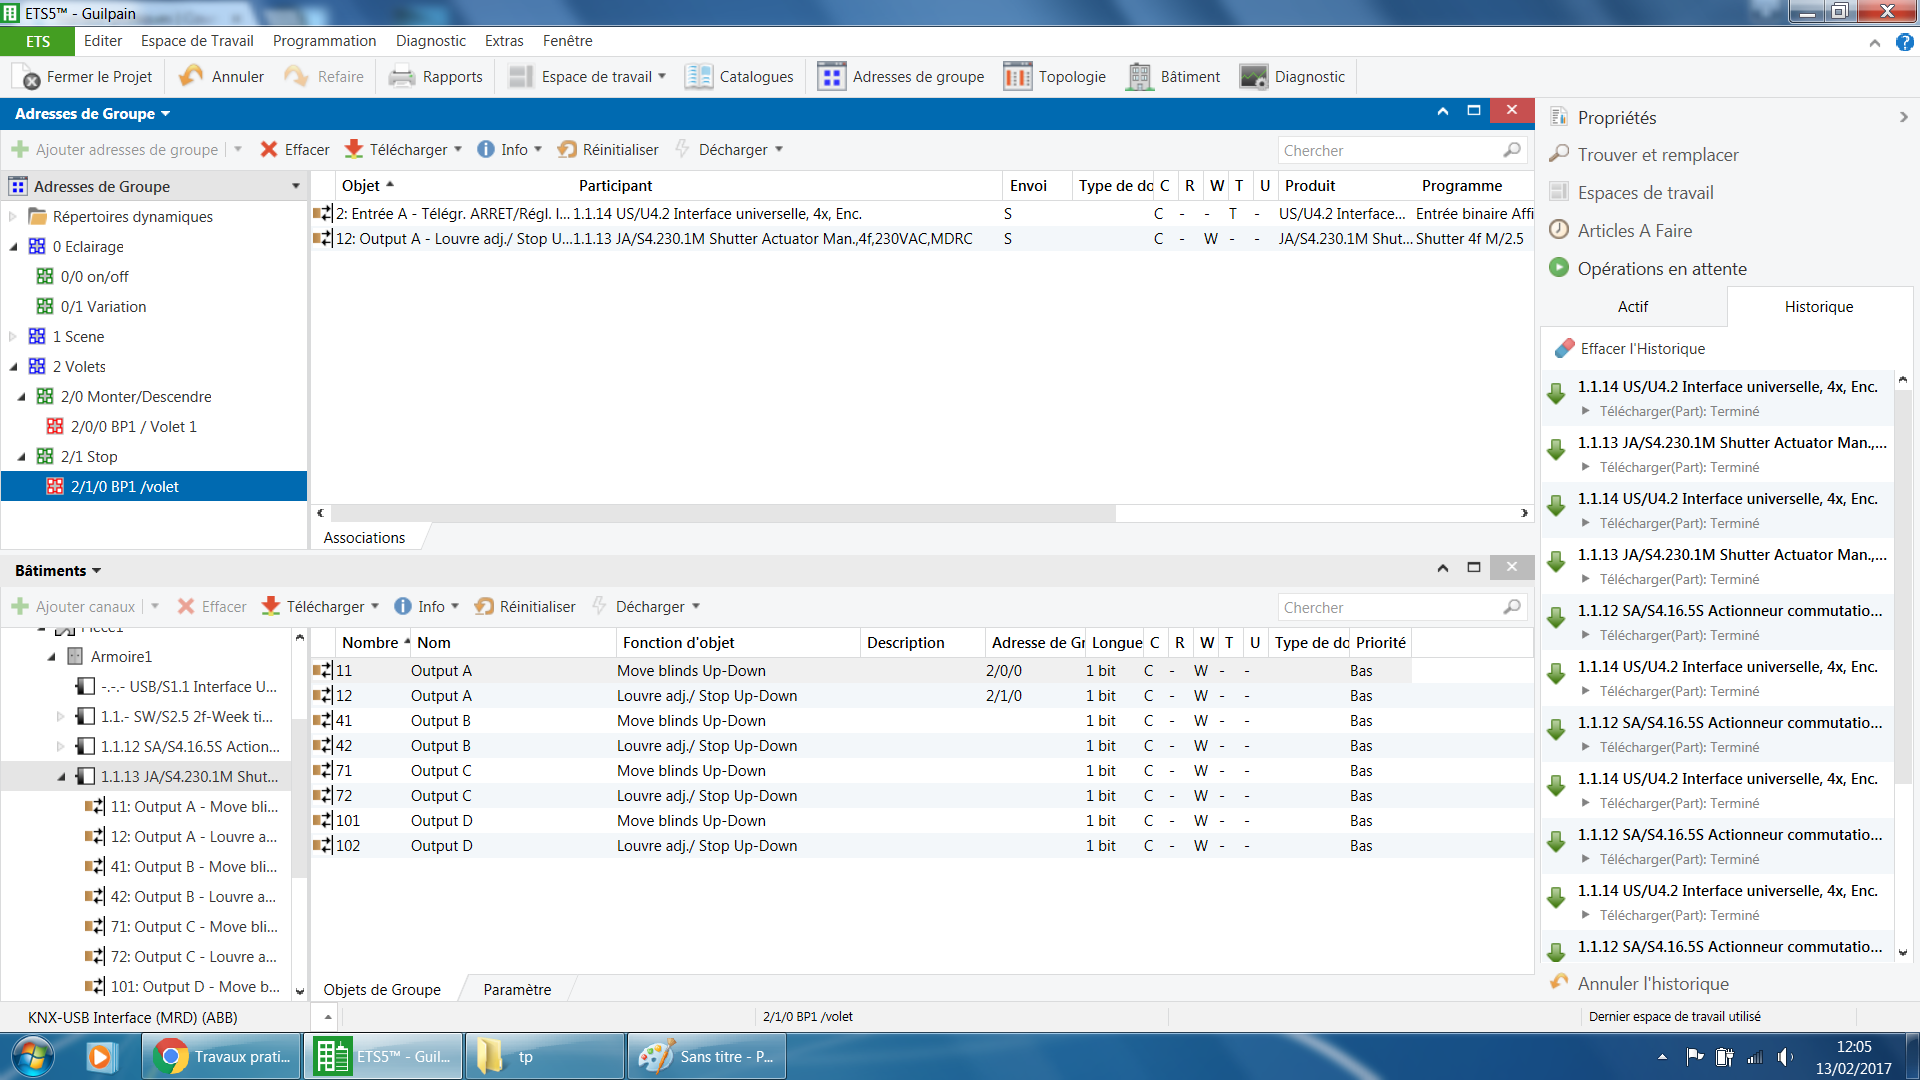 ETS5™ - Guilpain
ETS Editer Espace de Travail Programmation Diagnostic Extras Fenêtre
Fermer le Projet Annuler Refaire Rapports Espace de travail Catalogues Adresses de groupe Topologie Bâtiment Diagnostic
Adresses de Groupe
Ajouter adresses de groupe Effacer Télécharger Info Réinitialiser Décharger Chercher
Adresses de Groupe
Répertoires dynamiques
0 Eclairage
0/0 on/off
0/1 Variation
1 Scene
2 Volets
2/0 Monter/Descendre
2/0/0 BP1 / Volet 1
2/1 Stop
2/1/0 BP1 /volet
Objet Participant Envoi Type de do C R W T U Produit Programme
2: Entrée A - Télégr. ARRET/Régl. l... 1.1.14 US/U4.2 Interface universelle, 4x, Enc. S C - - T - US/U4.2 Interface... Entrée binaire Affi
12: Output A - Louvre adj./ Stop U... 1.1.13 JA/S4.230.1M Shutter Actuator Man.,4f,230VAC,MDRC S C - W - - JA/S4.230.1M Shut... Shutter 4f M/2.5
Associations
Bâtiments
Ajouter canaux Effacer Télécharger Info Réinitialiser Décharger Chercher
Pièce1
Armoire1
-.-.- USB/S1.1 Interface U...
1.1.- SW/S2.5 2f-Week ti...
1.1.12 SA/S4.16.5S Action...
1.1.13 JA/S4.230.1M Shut...
11: Output A - Move bli...
12: Output A - Louvre a...
41: Output B - Move bli...
42: Output B - Louvre a...
71: Output C - Move bli...
72: Output C - Louvre a...
101: Output D - Move b...
Nombre Nom Fonction d'objet Description Adresse de Gr Longue C R W T U Type de do Priorité
11 Output A Move blinds Up-Down 2/0/0 1 bit C - W - - Bas
12 Output A Louvre adj./ Stop Up-Down 2/1/0 1 bit C - W - - Bas
41 Output B Move blinds Up-Down 1 bit C - W - - Bas
42 Output B Louvre adj./ Stop Up-Down 1 bit C - W - - Bas
71 Output C Move blinds Up-Down 1 bit C - W - - Bas
72 Output C Louvre adj./ Stop Up-Down 1 bit C - W - - Bas
101 Output D Move blinds Up-Down 1 bit C - W - - Bas
102 Output D Louvre adj./ Stop Up-Down 1 bit C - W - - Bas
Objets de Groupe Paramètre
Propriétés
Trouver et remplacer
Espaces de travail
Articles A Faire
Opérations en attente
Actif Historique
Effacer l'Historique
1.1.14 US/U4.2 Interface universelle, 4x, Enc.
Télécharger(Part): Terminé
1.1.13 JA/S4.230.1M Shutter Actuator Man.,...
Télécharger(Part): Terminé
1.1.14 US/U4.2 Interface universelle, 4x, Enc.
Télécharger(Part): Terminé
1.1.13 JA/S4.230.1M Shutter Actuator Man.,...
Télécharger(Part): Terminé
1.1.12 SA/S4.16.5S Actionneur commutatio...
Télécharger(Part): Terminé
1.1.14 US/U4.2 Interface universelle, 4x, Enc.
Télécharger(Part): Terminé
1.1.12 SA/S4.16.5S Actionneur commutatio...
Télécharger(Part): Terminé
1.1.14 US/U4.2 Interface universelle, 4x, Enc.
Télécharger(Part): Terminé
1.1.12 SA/S4.16.5S Actionneur commutatio...
Télécharger(Part): Terminé
1.1.14 US/U4.2 Interface universelle, 4x, Enc.
Télécharger(Part): Terminé
1.1.12 SA/S4.16.5S Actionneur commutatio...
Annuler l'historique
KNX-USB Interface (MRD) (ABB) 2/1/0 BP1 /volet Dernier espace de travail utilisé
Travaux prati... ETS5™ - Guil... tp Sans titre - P... 12:05
13/02/2017